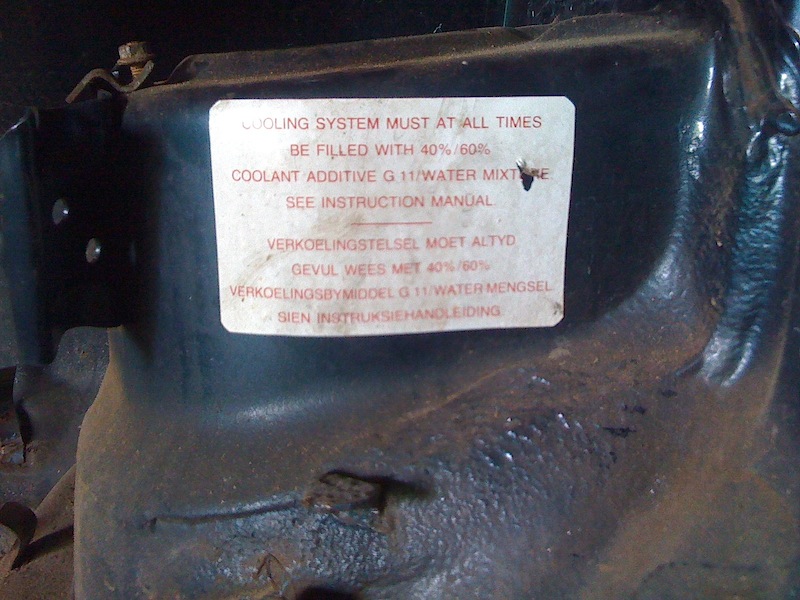 COOLING SYSTEM MUST AT ALL TIMES
BE FILLED WITH 40%/60%
COOLANT ADDITIVE G 11/WATER MIXTURE
SEE INSTRUCTION MANUAL
VERKOELINGSTELSEL MOET ALTYD
GEVUL WEES MET 40%/60%
VERKOELINGSBYMIDDEL G 11/WATER MENGSEL
SIEN INSTRUKSIEHANDLEIDING